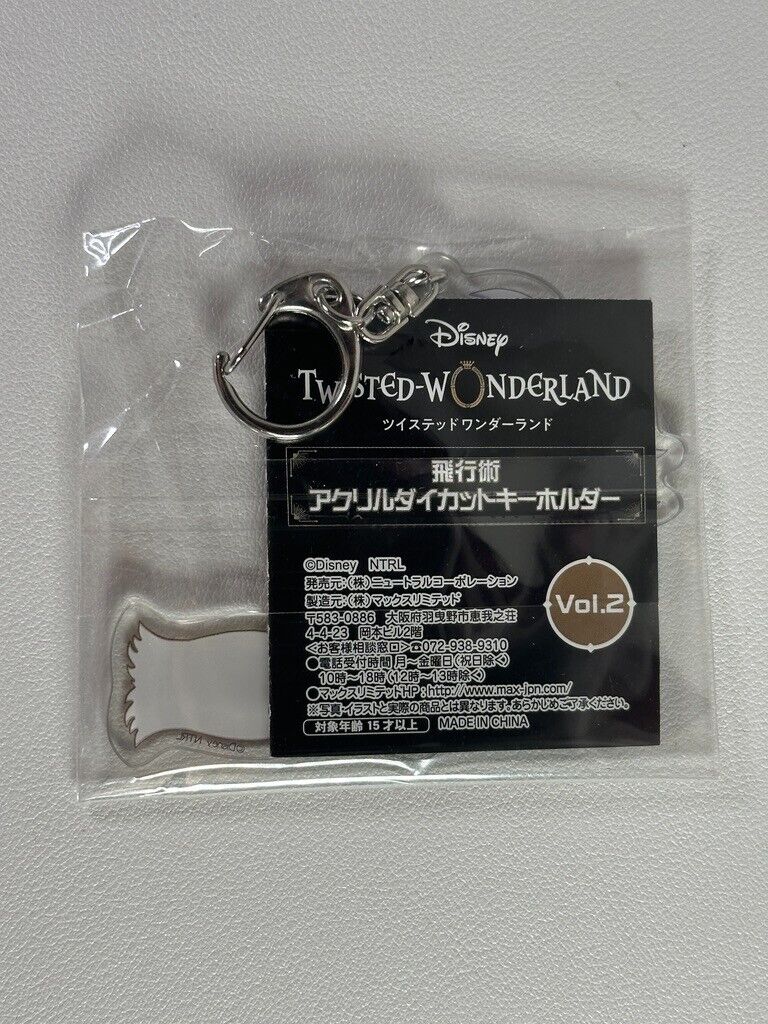 Disney
TWISTED-WONDERLAND
ツイステッドワンダーランド
飛行術
アクリルダイカットキーホルダー
©Disney NTRL
発売元:(株)ニュートラルコーポレーション
製造元:(株)マックスリミテッド
〒583-0886 大阪府羽曳野市恵我之荘
4-4-23 岡本ビル2階
<お客様相談窓口>☎072-938-9310
●電話受付時間 月〜金曜日(祝日除く)
10時〜18時(12時〜13時除く)
●マックスリミテッドHP:http://www.max-jpn.com/
※写真・イラストと実際の商品とは異なります。あらかじめご了承ください。
対象年齢 15才以上 MADE IN CHINA
Vol.2
©Disney NTRL